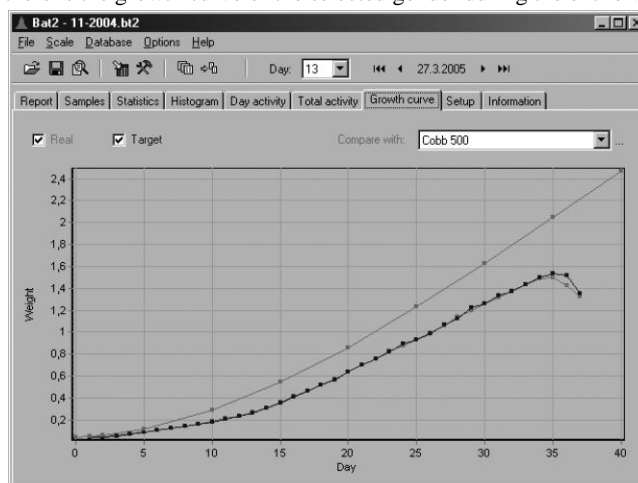 Bat2 - 11-2004.bt2
File Scale Database Options Help
Day: 13 27.3.2005
Report Samples Statistics Histogram Day activity Total activity Growth curve Setup Information
Real Target Compare with: Cobb 500 ...
2,4
2,2
2
1,8
1,6
1,4
1,2
1
0,8
0,6
0,4
0,2
Weight
0 5 10 15 20 25 30 35 40
Day